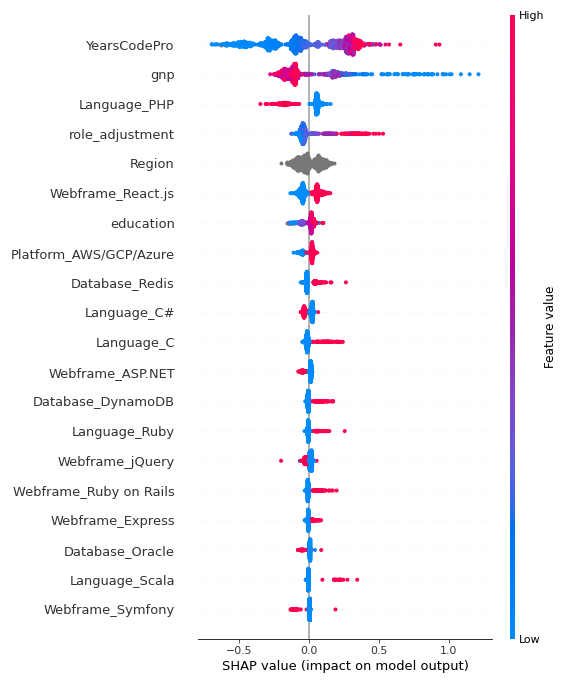 High
YearsCodePro
gnp
Language_PHP
role_adjustment
Region
Webframe_React.js
education
Platform_AWS/GCP/Azure
Database_Redis
Language_C#
Language_C
Webframe_ASP.NET
Database_DynamoDB
Language_Ruby
Webframe_jQuery
Webframe_Ruby on Rails
Webframe_Express
Database_Oracle
Language_Scala
Webframe_Symfony
Feature value
Low
−0.5 0.0 0.5 1.0
SHAP value (impact on model output)